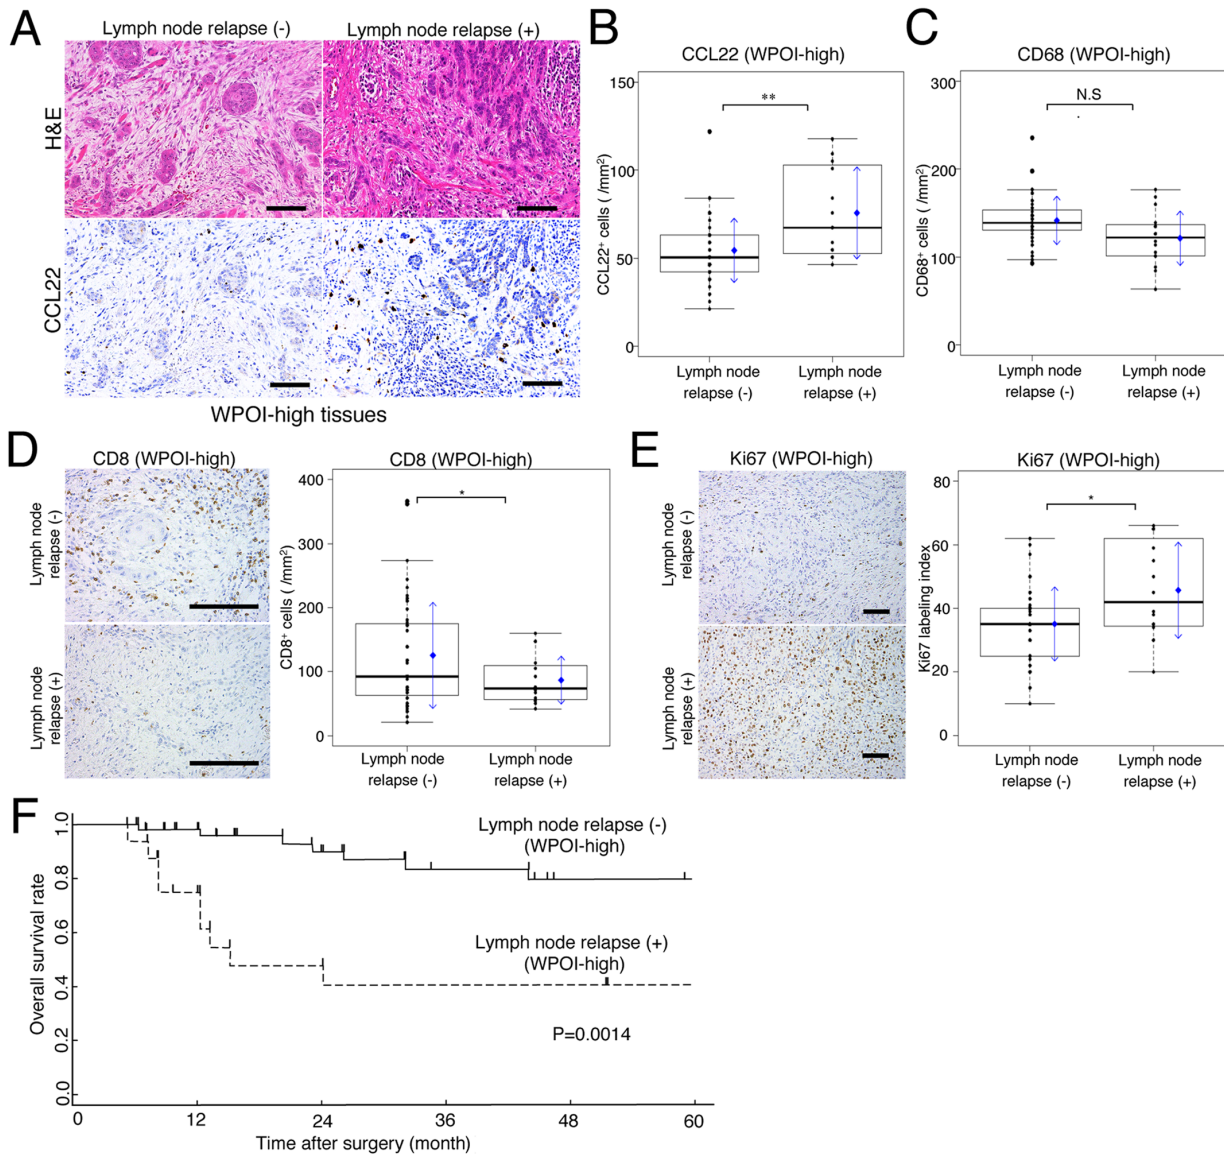 A
Lymph node relapse (-)
Lymph node relapse (+)
H&E
CCL22
WPOI-high tissues
B
CCL22 (WPOI-high)
CCL22+ cells ( /mm2)
150
100
50
0
**
Lymph node
relapse (-)
Lymph node
relapse (+)
C
CD68 (WPOI-high)
CD68+ cells ( /mm2)
300
200
100
0
N.S
Lymph node
relapse (-)
Lymph node
relapse (+)
D
CD8 (WPOI-high)
Lymph node
relapse (-)
Lymph node
relapse (+)
CD8 (WPOI-high)
CD8+ cells ( /mm2)
400
300
200
100
0
*
Lymph node
relapse (-)
Lymph node
relapse (+)
E
Ki67 (WPOI-high)
Lymph node
relapse (-)
Lymph node
relapse (+)
Ki67 (WPOI-high)
Ki67 labeling index
80
60
40
20
0
*
Lymph node
relapse (-)
Lymph node
relapse (+)
F
Overall survival rate
1.0
0.8
0.6
0.4
0.2
0.0
Lymph node relapse (-)
(WPOI-high)
Lymph node relapse (+)
(WPOI-high)
P=0.0014
0 12 24 36 48 60
Time after surgery (month)